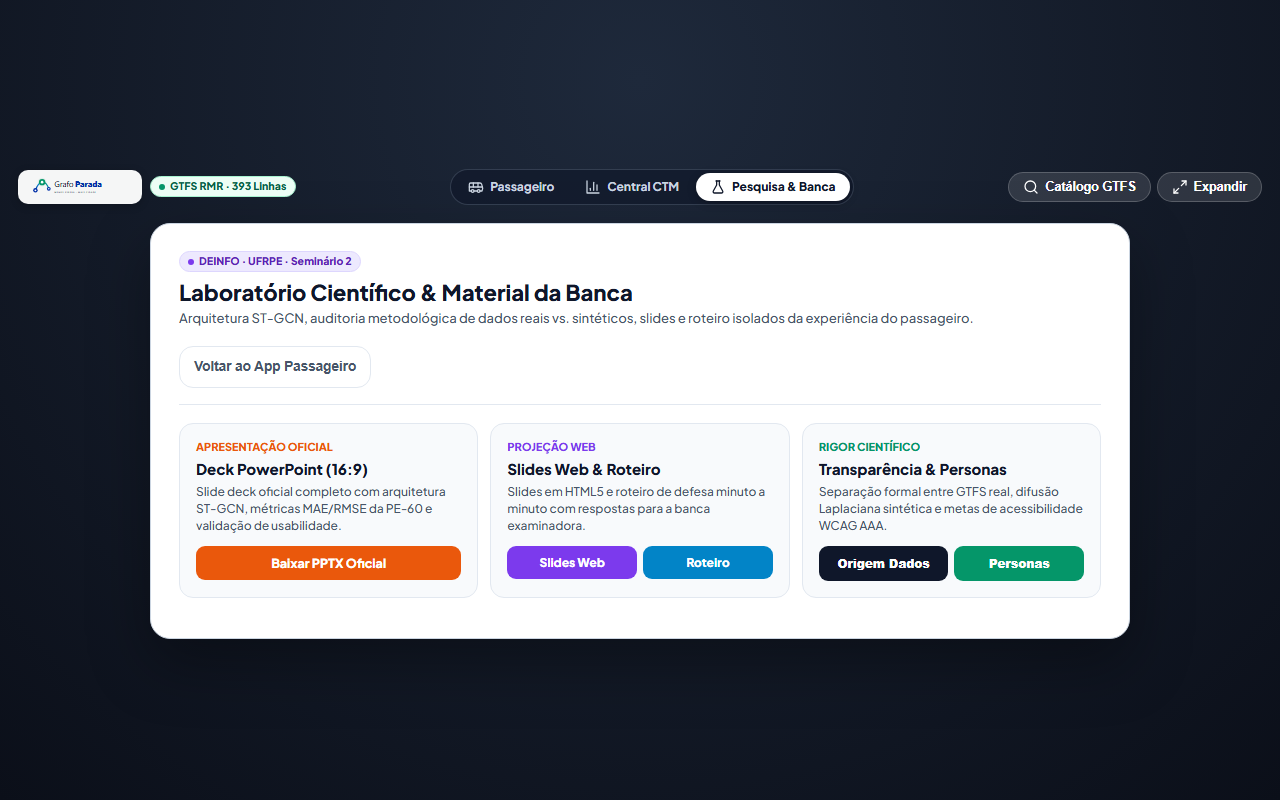 Grafo Parada
GTFS RMR · 393 Linhas
Passageiro
Central CTM
Pesquisa & Banca
Catálogo GTFS
Expandir
DEINFO · UFRPE · Seminário 2
Laboratório Científico & Material da Banca
Arquitetura ST-GCN, auditoria metodológica de dados reais vs. sintéticos, slides e roteiro isolados da experiência do passageiro.
Voltar ao App Passageiro
APRESENTAÇÃO OFICIAL
Deck PowerPoint (16:9)
Slide deck oficial completo com arquitetura
ST-GCN, métricas MAE/RMSE da PE-60 e
validação de usabilidade.
Baixar PPTX Oficial
PROJEÇÃO WEB
Slides Web & Roteiro
Slides em HTML5 e roteiro de defesa minuto a
minuto com respostas para a banca
examinadora.
Slides Web
Roteiro
RIGOR CIENTÍFICO
Transparência & Personas
Separação formal entre GTFS real, difusão
Laplaciana sintética e metas de acessibilidade
WCAG AAA.
Origem Dados
Personas